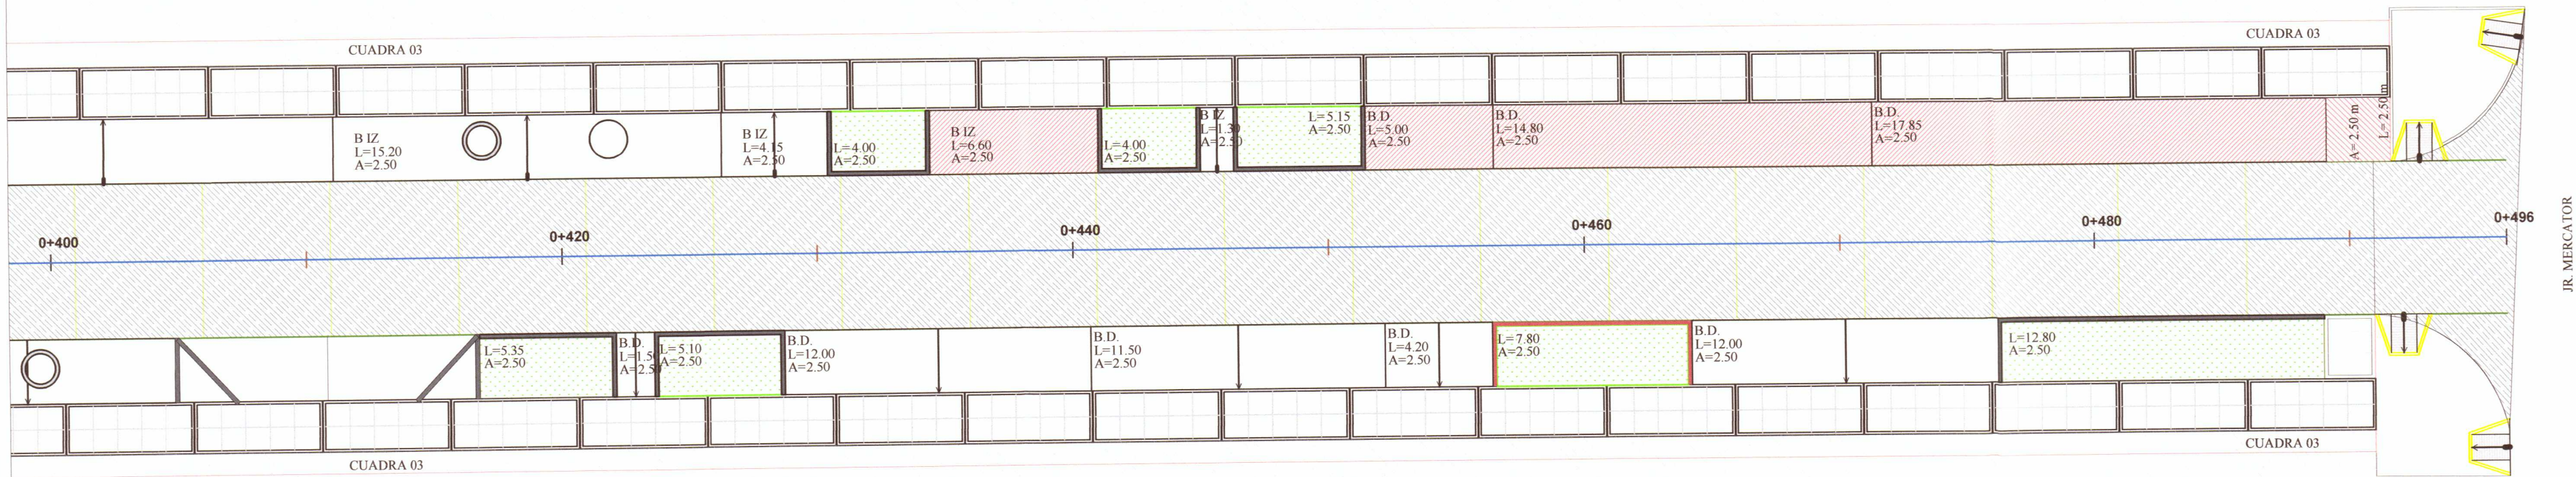 CUADRA 03
CUADRA 03
B IZ
L=15.20
A=2.50
B IZ
L=4.15
A=2.50
L=4.00
A=2.50
B IZ
L=6.60
A=2.50
L=4.00
A=2.50
B IZ
L=1.30
A=2.50
L=5.15
A=2.50
B.D.
L=5.00
A=2.50
B.D.
L=14.80
A=2.50
B.D.
L=17.85
A=2.50
A= 2.50 m
L= 2.50 m
0+400
0+420
0+440
0+460
0+480
0+496
JR. MERCATOR
L=5.35
A=2.50
B.D.
L=1.50
A=2.50
L=5.10
A=2.50
B.D.
L=12.00
A=2.50
B.D.
L=11.50
A=2.50
B.D.
L=4.20
A=2.50
L=7.80
A=2.50
B.D.
L=12.00
A=2.50
L=12.80
A=2.50
CUADRA 03
CUADRA 03